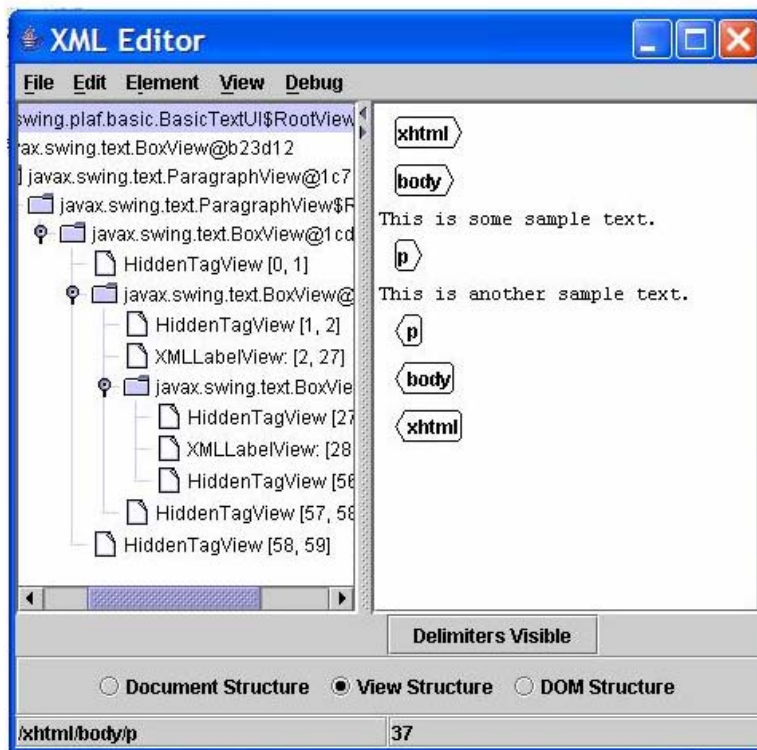 XML Editor
File Edit Element View Debug
swing.plaf.basic.BasicTextUI$RootView
vax.swing.text.BoxView@b23d12
javax.swing.text.ParagraphView@1c7
javax.swing.text.ParagraphView$R
javax.swing.text.BoxView@1cd
HiddenTagView [0, 1]
javax.swing.text.BoxView@
HiddenTagView [1, 2]
XMLLabelView: [2, 27]
javax.swing.text.BoxVie
HiddenTagView [27
XMLLabelView: [28
HiddenTagView [56
HiddenTagView [57, 58
HiddenTagView [58, 59]
xhtml
body
This is some sample text.
p
This is another sample text.
p
body
xhtml
Delimiters Visible
Document Structure View Structure DOM Structure
/xhtml/body/p 37